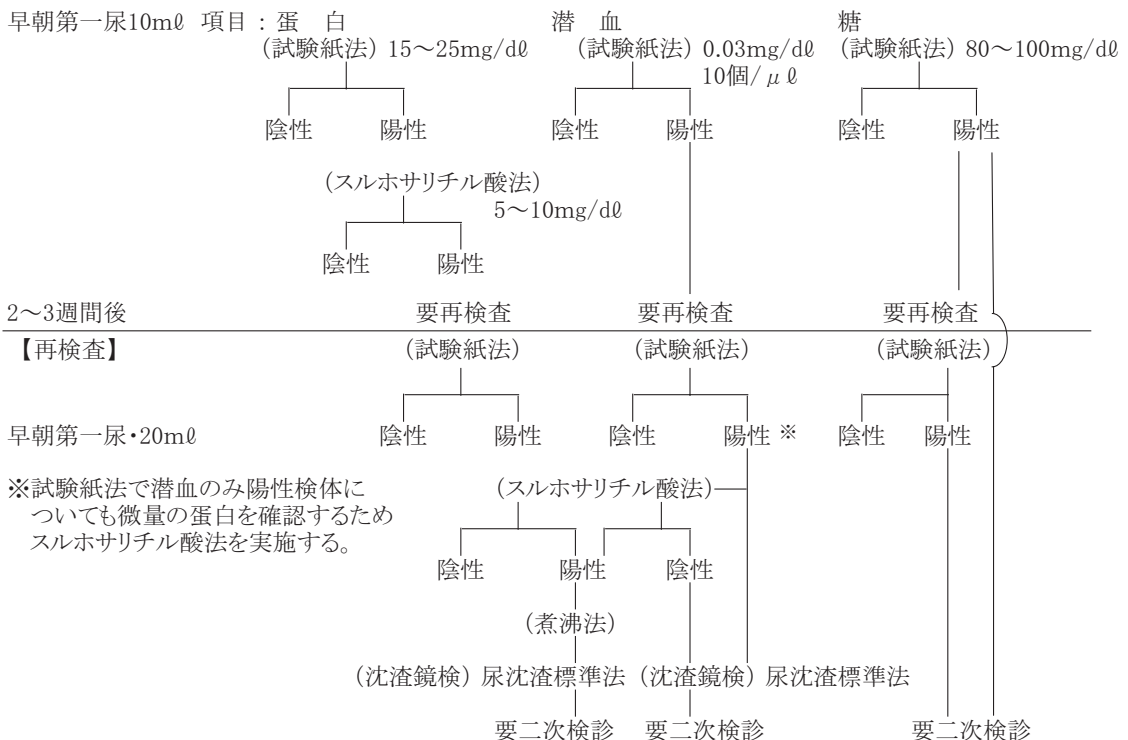 早朝第一尿10mℓ 項目：蛋　白　潜　血　糖
(試験紙法) 15～25mg/dℓ (試験紙法) 0.03mg/dℓ (試験紙法) 80～100mg/dℓ
10個/μℓ
陰性 陽性 陰性 陽性 陰性 陽性
(スルホサリチル酸法)
5～10mg/dℓ
陰性 陽性
2～3週間後 要再検査 要再検査 要再検査
【再検査】 (試験紙法) (試験紙法) (試験紙法)
早朝第一尿・20mℓ 陰性 陽性 陰性 陽性 ※ 陰性 陽性
※試験紙法で潜血のみ陽性検体に (スルホサリチル酸法)
ついても微量の蛋白を確認するため
スルホサリチル酸法を実施する。
陰性 陽性 陰性
(煮沸法)
(沈渣鏡検) 尿沈渣標準法 (沈渣鏡検) 尿沈渣標準法
要二次検診 要二次検診 要二次検診